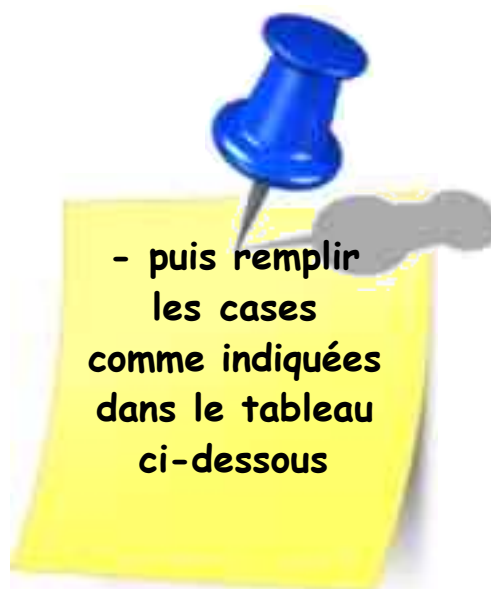 - puis remplir
les cases
comme indiquées
dans le tableau
ci-dessous